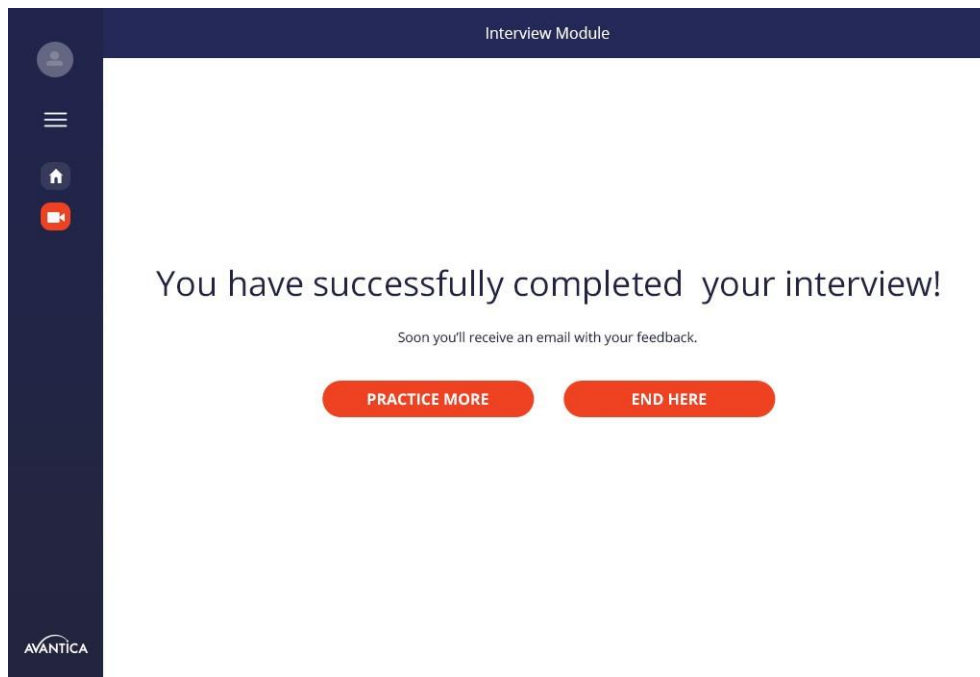 Interview Module
You have successfully completed  your interview!
Soon you'll receive an email with your feedback.
PRACTICE MORE
END HERE
AVANTICA